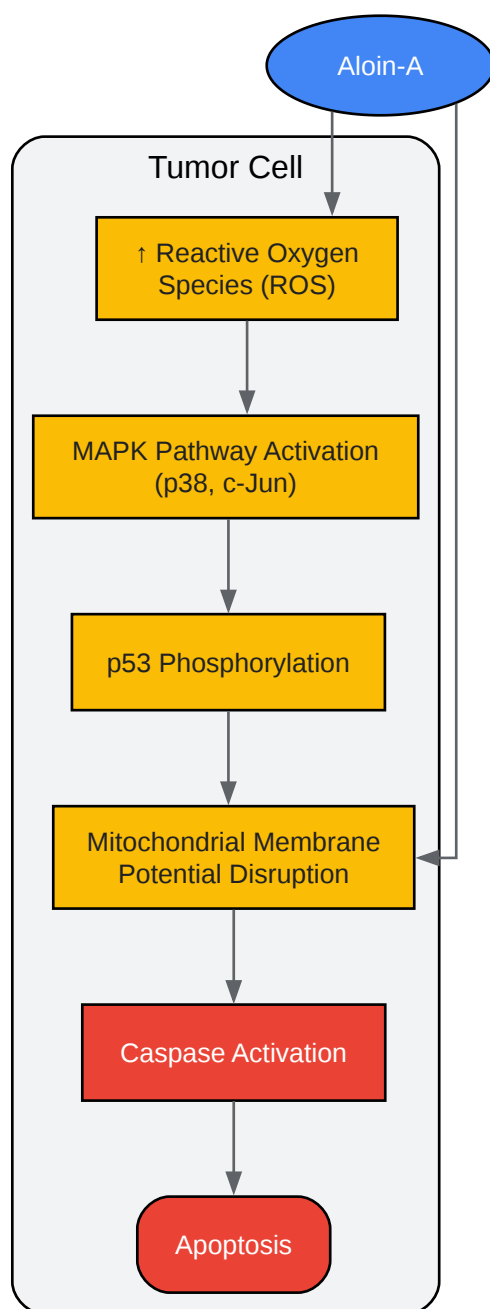 Aloin-A
Tumor Cell
↑ Reactive Oxygen
Species (ROS)
MAPK Pathway Activation
(p38, c-Jun)
p53 Phosphorylation
Mitochondrial Membrane
Potential Disruption
Caspase Activation
Apoptosis